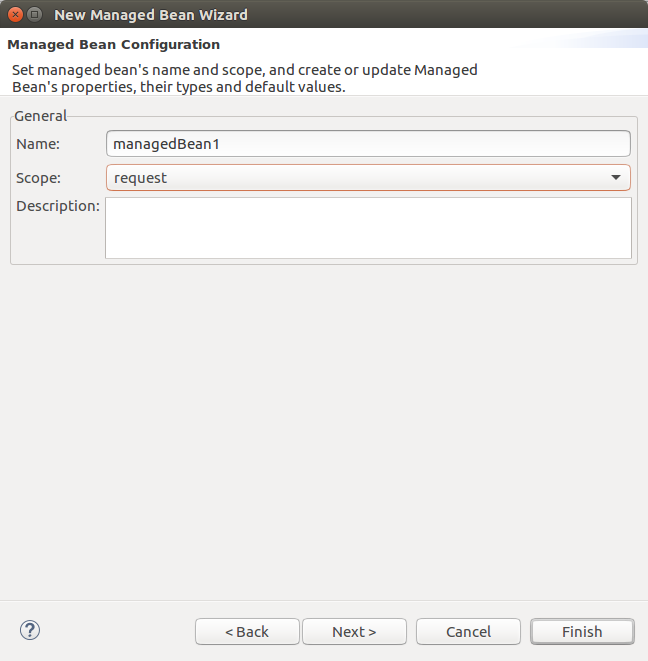 New Managed Bean Wizard
Managed Bean Configuration
Set managed bean's name and scope, and create or update Managed
Bean's properties, their types and default values.
General
Name: managedBean1
Scope: request
Description:
? < Back Next > Cancel Finish